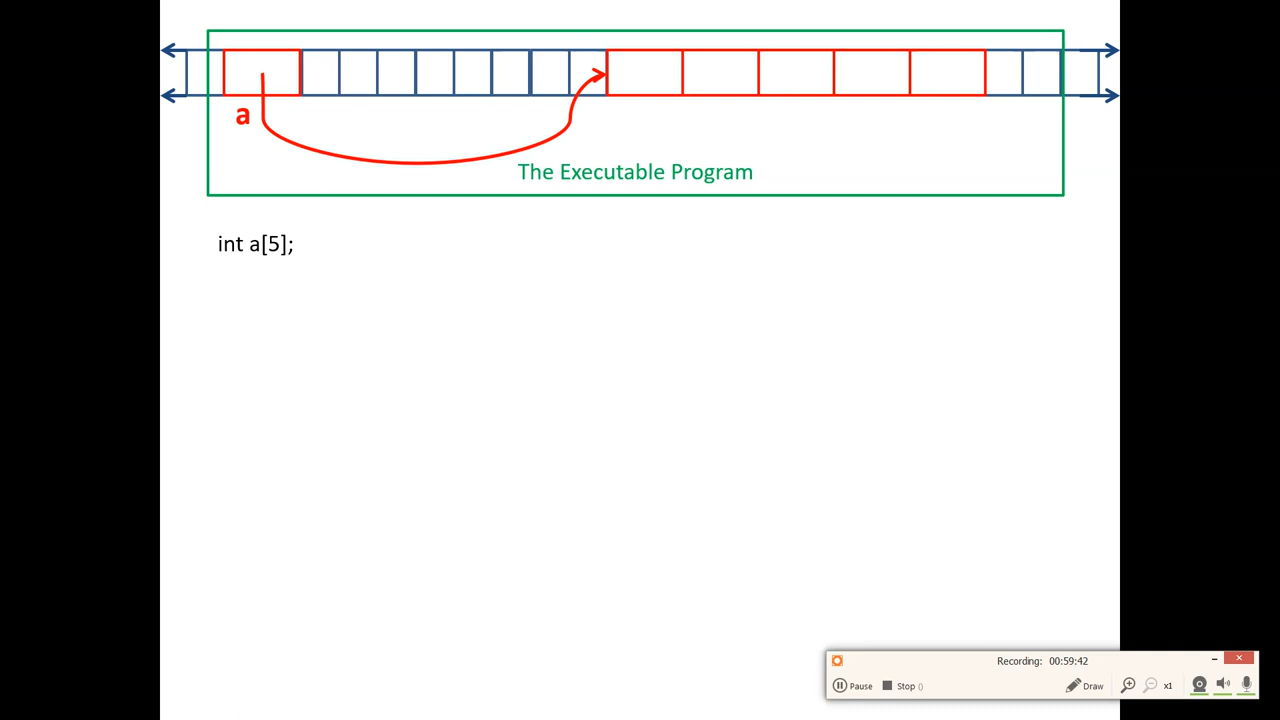 a
The Executable Program
int a[5];
Recording: 00:59:42
Pause Stop () Draw x1